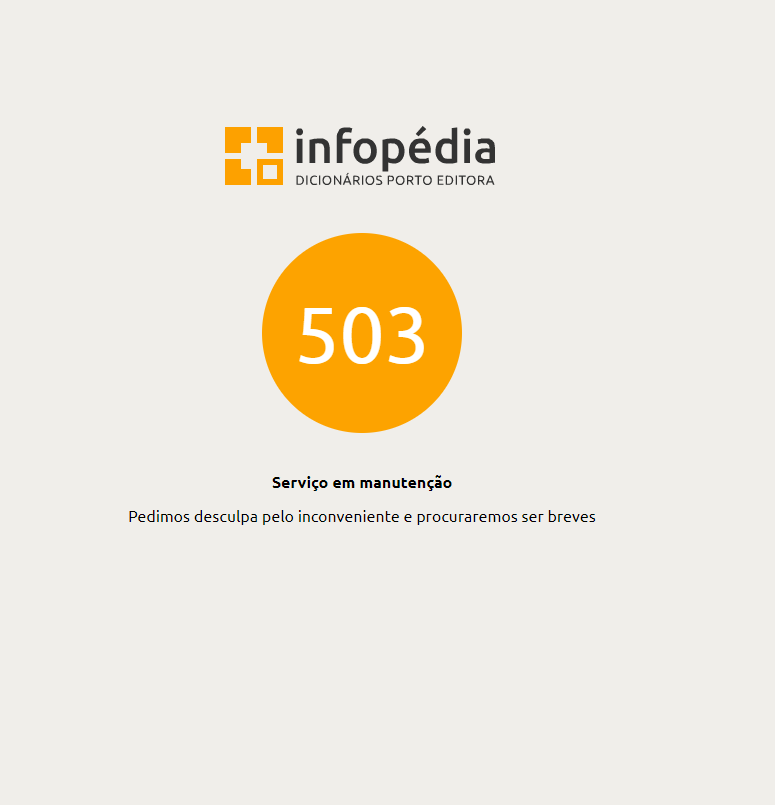 infopédia
DICIONÁRIOS PORTO EDITORA
503
Serviço em manutenção
Pedimos desculpa pelo inconveniente e procuraremos ser breves